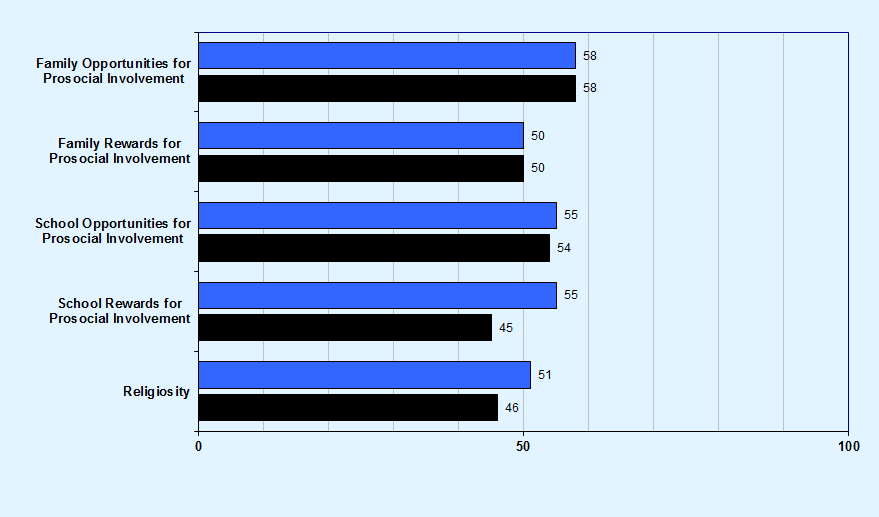 Family Opportunities for
Prosocial Involvement
58
58
Family Rewards for
Prosocial Involvement
50
50
School Opportunities for
Prosocial Involvement
55
54
School Rewards for
Prosocial Involvement
55
45
Religiosity
51
46
0 50 100